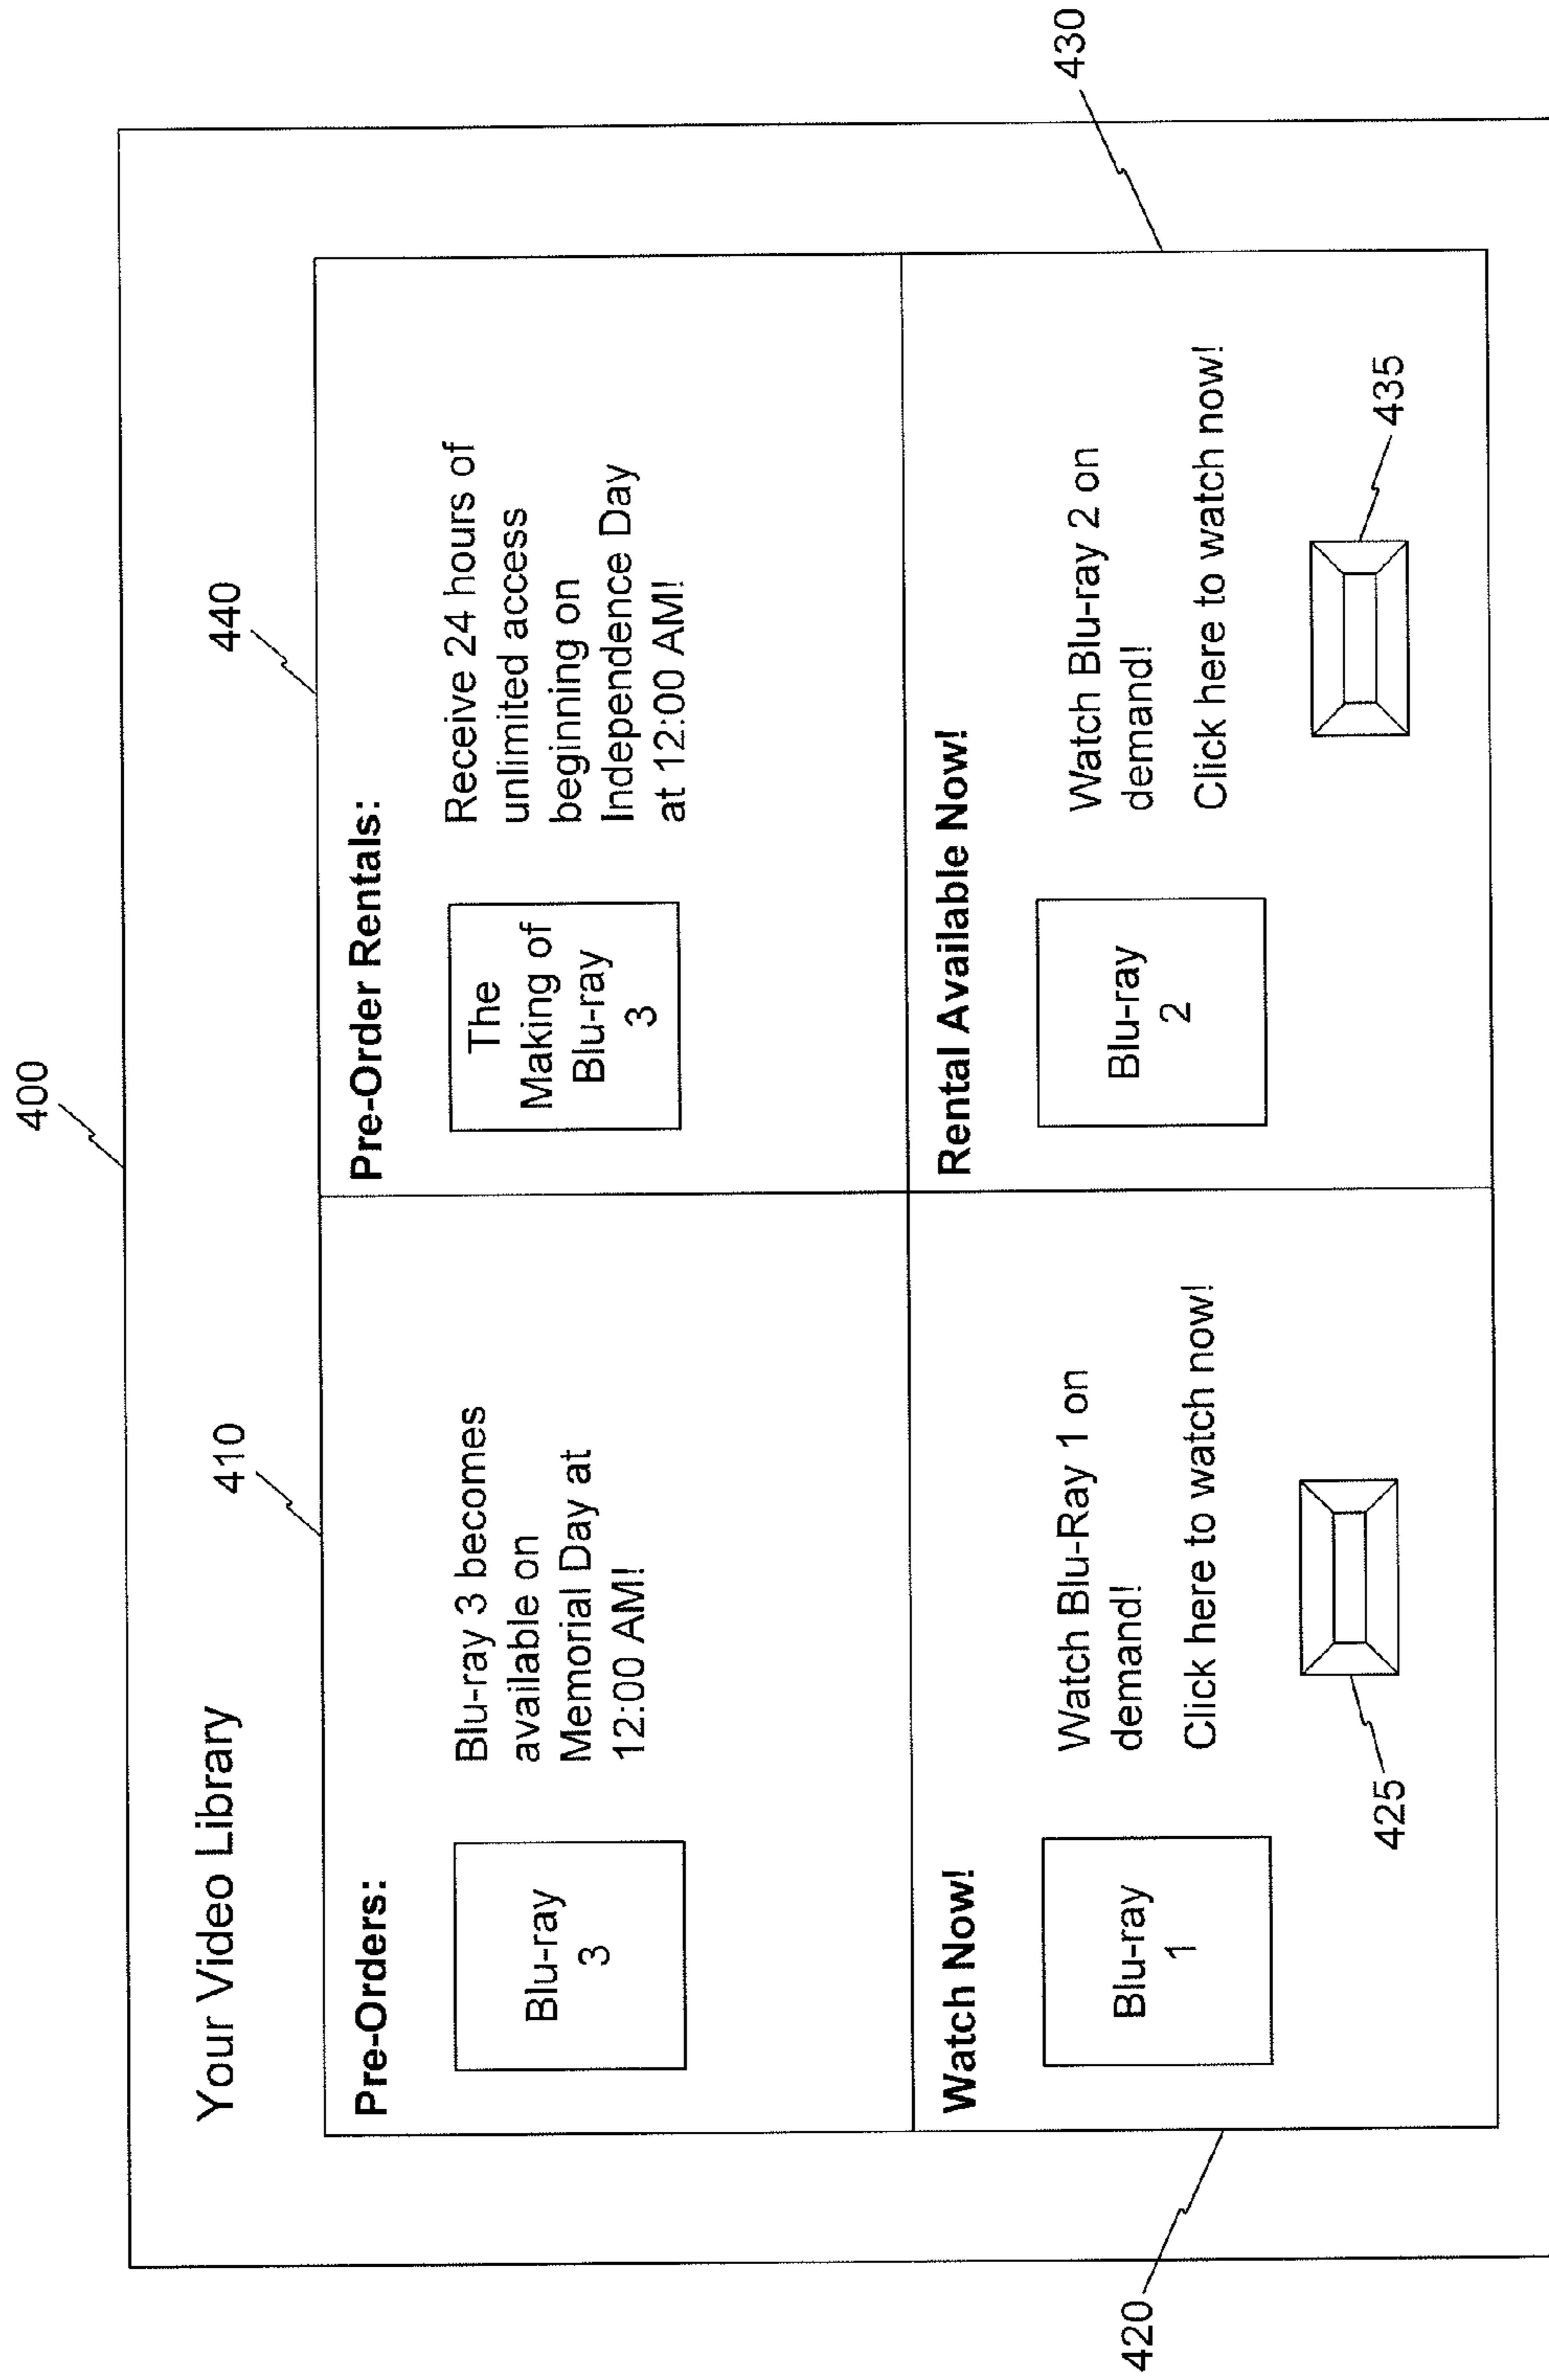 400
Your Video Library
410
440
Pre-Orders:
Blu-ray
3
Blu-ray 3 becomes
available on
Memorial Day at
12:00 AM!
Pre-Order Rentals:
The
Making of
Blu-ray
3
Receive 24 hours of
unlimited access
beginning on
Independence Day
at 12:00 AM!
Watch Now!
Blu-ray
1
Watch Blu-Ray 1 on
demand!
Click here to watch now!
425
420
Rental Available Now!
Blu-ray
2
Watch Blu-ray 2 on
demand!
Click here to watch now!
435
430